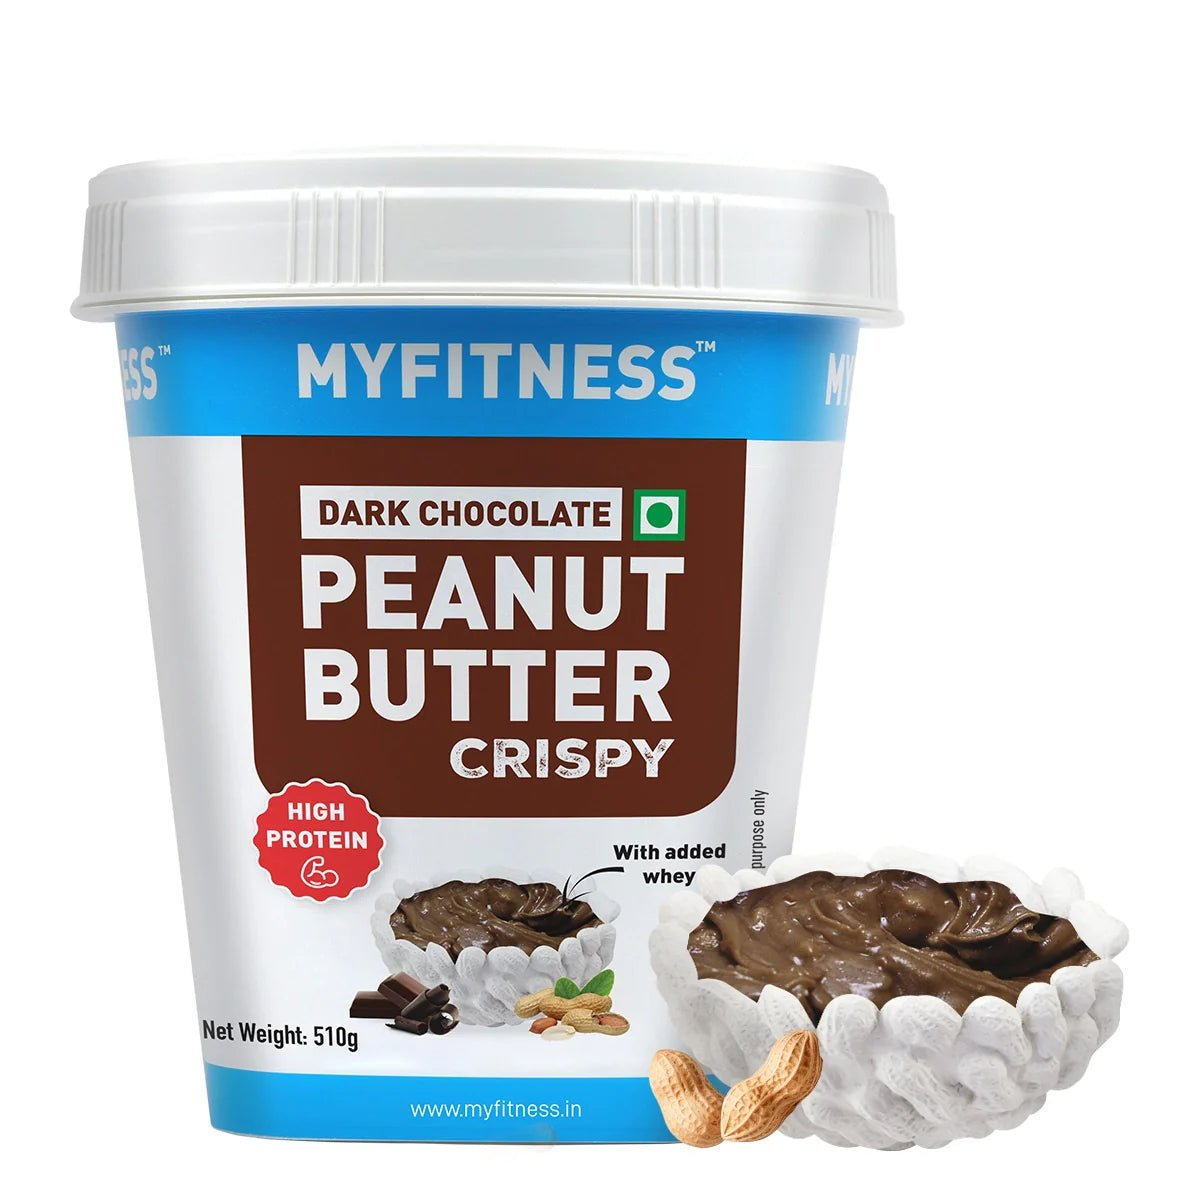 ESS™
MYFITNESS™
MY
DARK CHOCOLATE
PEANUT
BUTTER
CRISPY
HIGH
PROTEIN
With added
whey
purpose only
Net Weight: 510g
www.myfitness.in